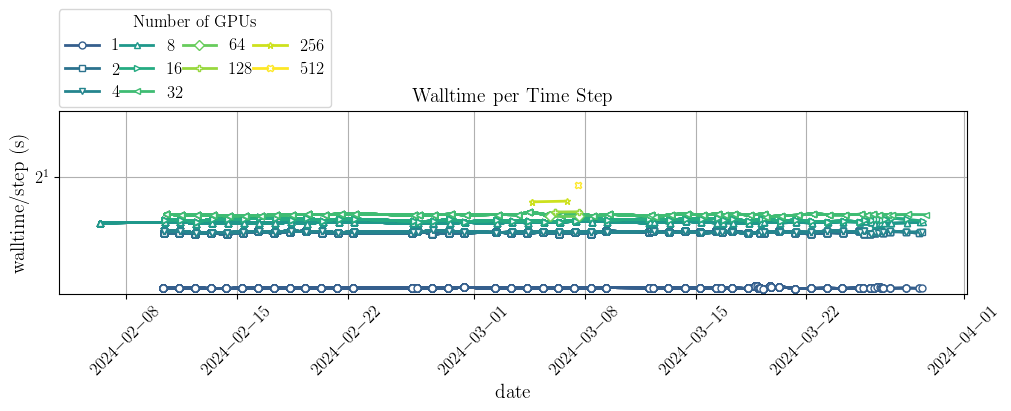 Number of GPUs
1 8 64 256
2 16 128 512
4 32
Walltime per Time Step
walltime/step (s)
2¹
2024−02−08
2024−02−15
2024−02−22
2024−03−01
2024−03−08
2024−03−15
2024−03−22
2024−04−01
date